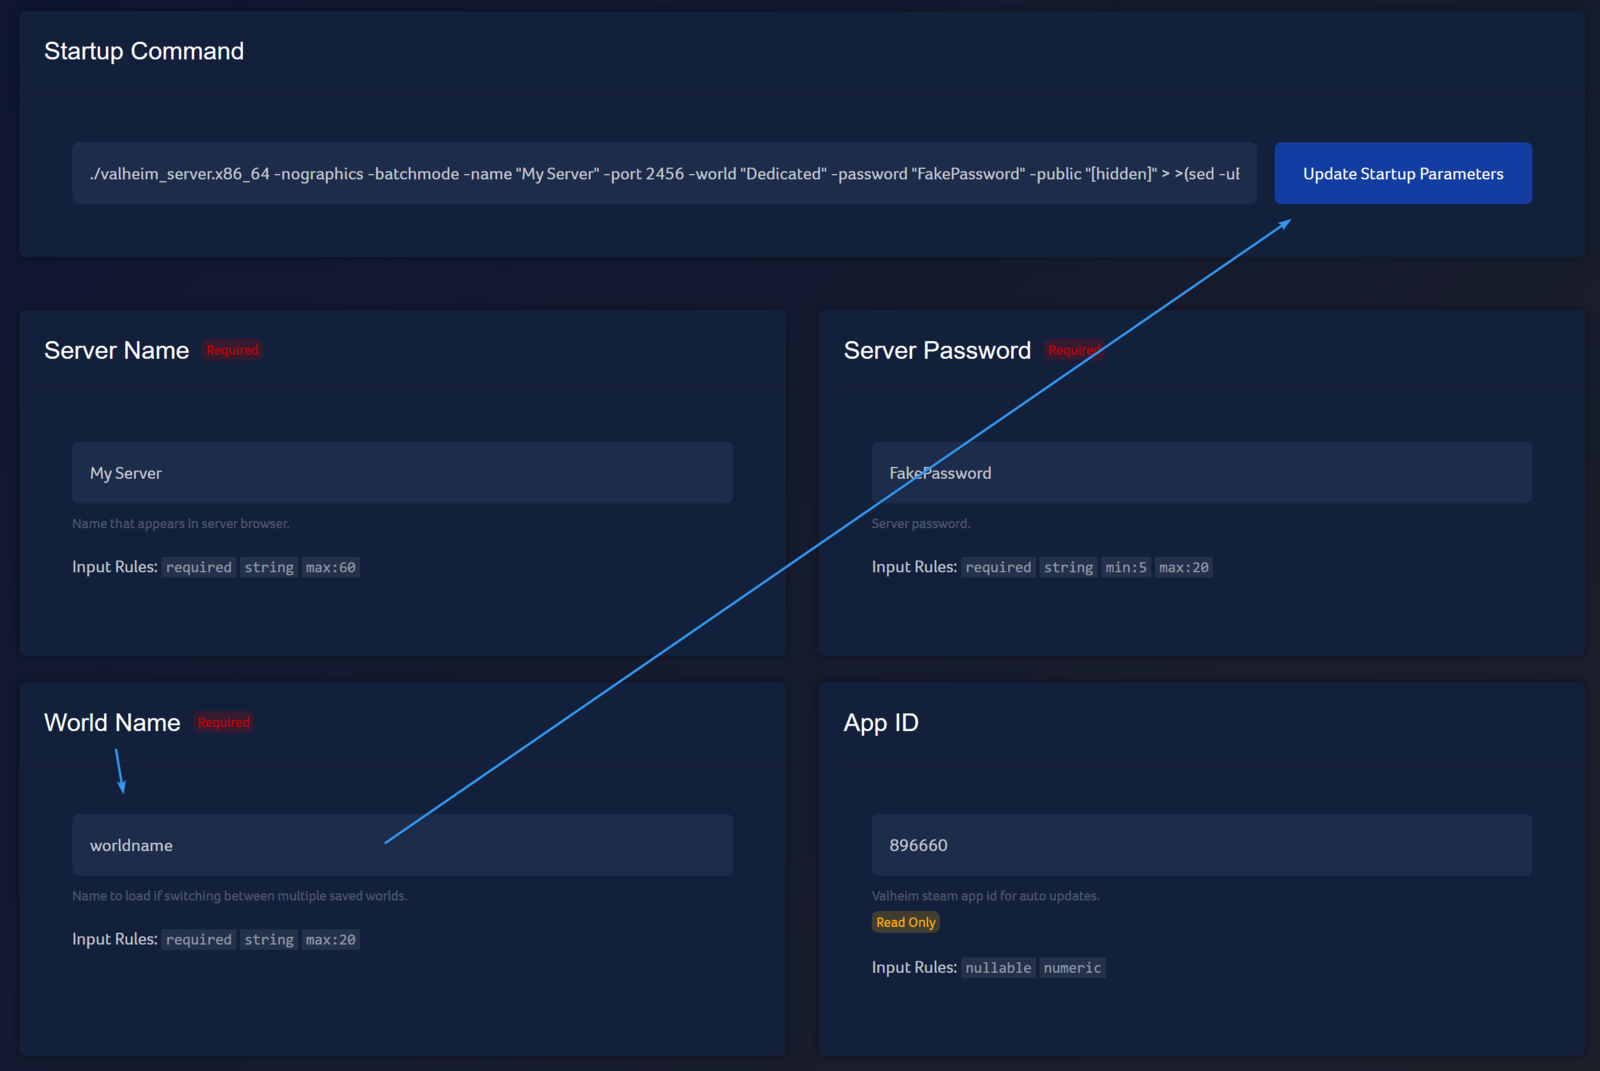 Startup Command
./valheim_server.x86_64 -nographics -batchmode -name "My Server" -port 2456 -world "Dedicated" -password "FakePassword" -public "[hidden]" > >(sed -uE
Update Startup Parameters
Server Name Required
My Server
Name that appears in server browser.
Input Rules: required string max:60
Server Password Required
FakePassword
Server password.
Input Rules: required string min:5 max:20
World Name Required
worldname
Name to load if switching between multiple saved worlds.
Input Rules: required string max:20
App ID
896660
Valheim steam app id for auto updates.
Read Only
Input Rules: nullable numeric